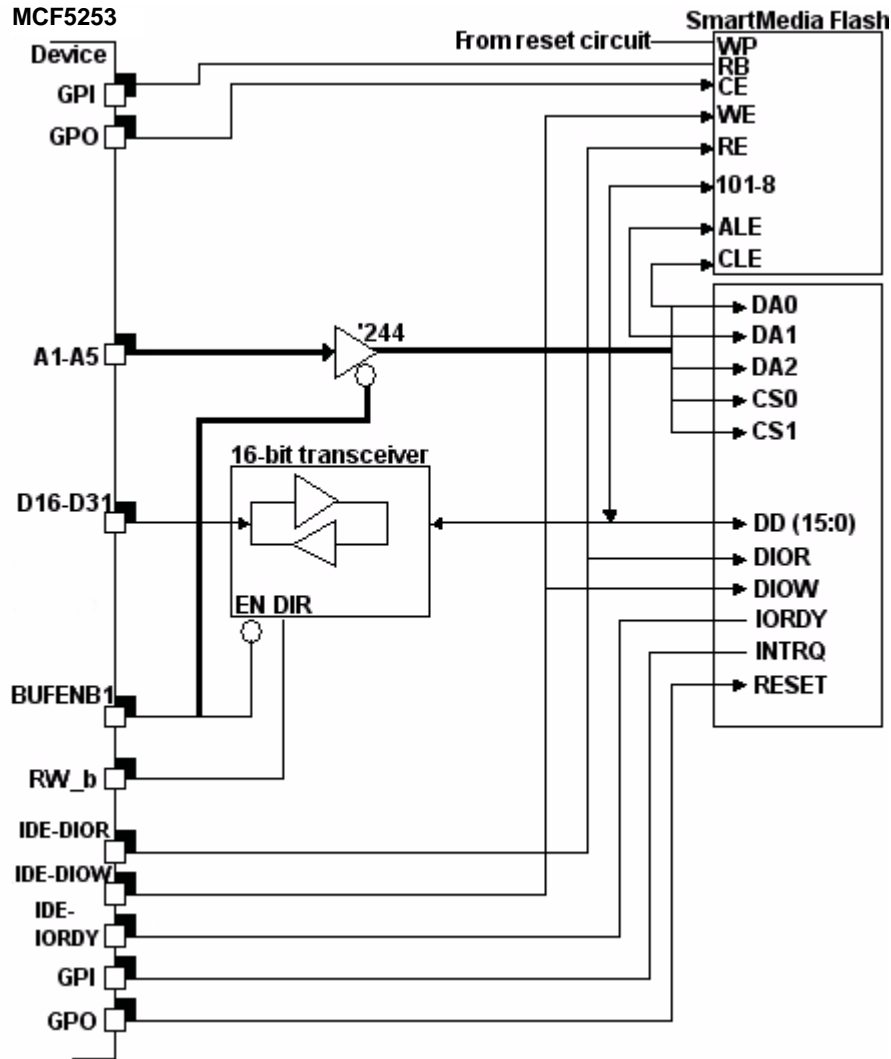 MCF5253
SmartMedia Flash
Device
From reset circuit
WP
RB
CE
WE
RE
101-8
ALE
CLE
GPI
GPO
A1-A5
'244
DA0
DA1
DA2
CS0
CS1
16-bit transceiver
D16-D31
EN DIR
DD (15:0)
DIOR
DIOW
IORDY
INTRQ
RESET
BUFENB1
RW_b
IDE-DIOR
IDE-DIOW
IDE-
IORDY
GPI
GPO